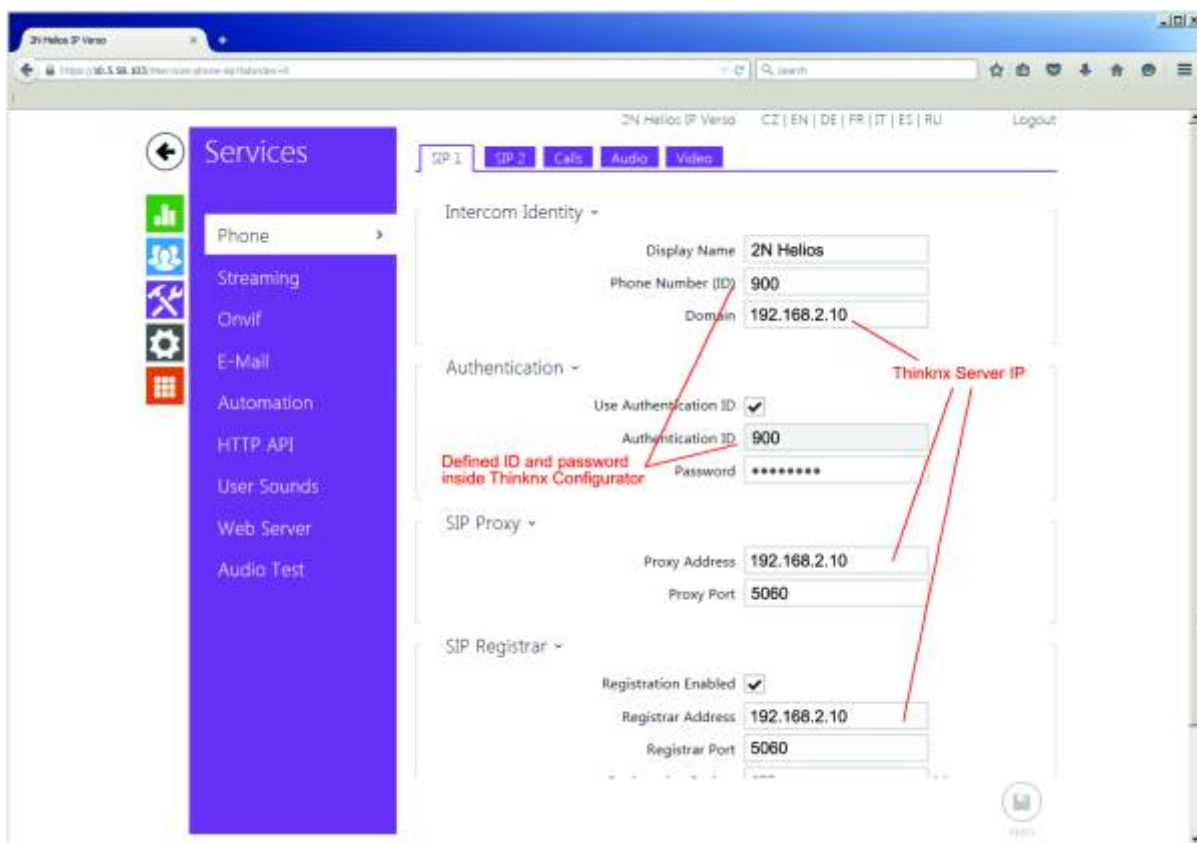 2N Helios IP Verso
Search
2N Helios IP Verso CZ | EN | DE | FR | IT | ES | RU Logout
Services
SIP 1 SIP 2 Calls Audio Video
Phone
Streaming
Onvif
E-Mail
Automation
HTTP API
User Sounds
Web Server
Audio Test
Intercom Identity
Display Name 2N Helios
Phone Number (ID) 900
Domain 192.168.2.10
Thinknx Server IP
Authentication
Use Authentication ID
Authentication ID 900
Defined ID and password
inside Thinknx Configurator
Password ••••••••
SIP Proxy
Proxy Address 192.168.2.10
Proxy Port 5060
SIP Registrar
Registration Enabled
Registrar Address 192.168.2.10
Registrar Port 5060